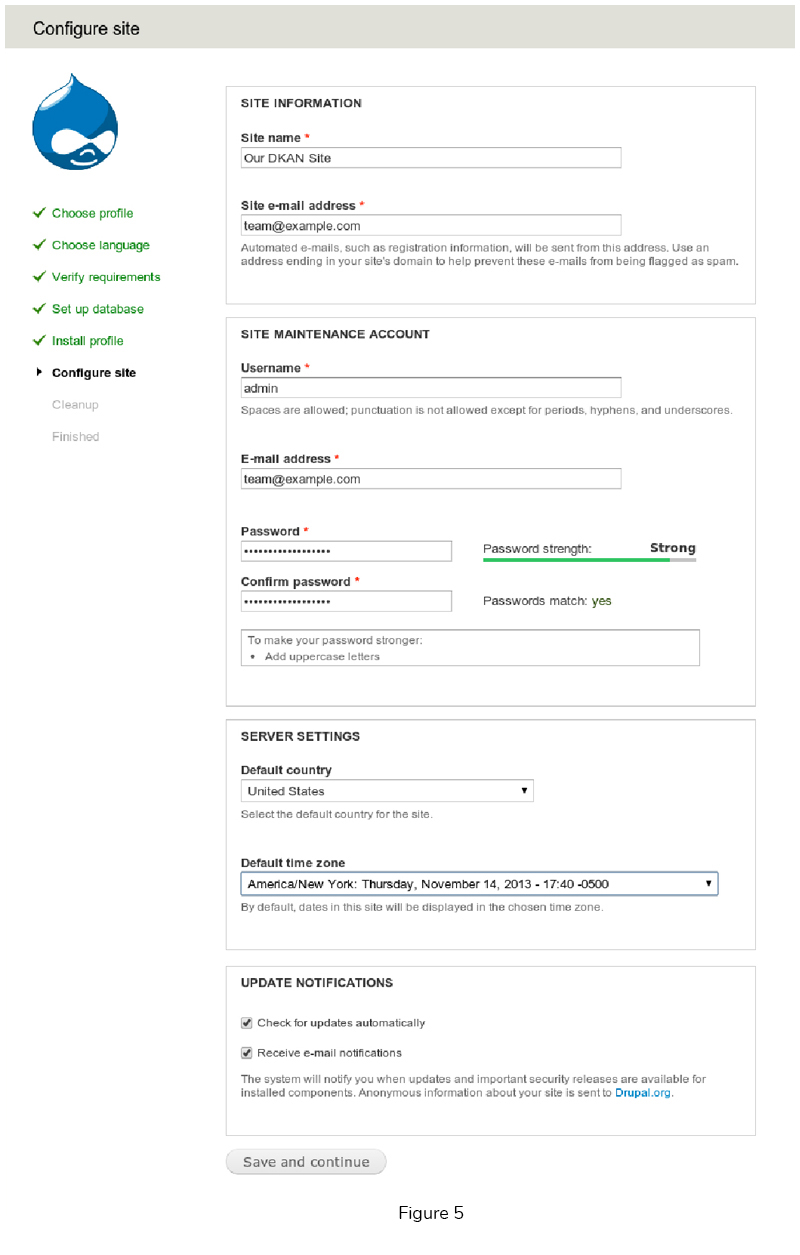 Configure site
Choose profile
Choose language
Verify requirements
Set up database
Install profile
Configure site
Cleanup
Finished
SITE INFORMATION
Site name *
Our DKAN Site
Site e-mail address *
team@example.com
Automated e-mails, such as registration information, will be sent from this address. Use an
address ending in your site's domain to help prevent these e-mails from being flagged as spam.
SITE MAINTENANCE ACCOUNT
Username *
admin
Spaces are allowed; punctuation is not allowed except for periods, hyphens, and underscores.
E-mail address *
team@example.com
Password *
Password strength: Strong
Confirm password *
Passwords match: yes
To make your password stronger:
• Add uppercase letters
SERVER SETTINGS
Default country
United States
Select the default country for the site.
Default time zone
America/New York: Thursday, November 14, 2013 - 17:40 -0500
By default, dates in this site will be displayed in the chosen time zone.
UPDATE NOTIFICATIONS
Check for updates automatically
Receive e-mail notifications
The system will notify you when updates and important security releases are available for
installed components. Anonymous information about your site is sent to Drupal.org.
Save and continue
Figure 5